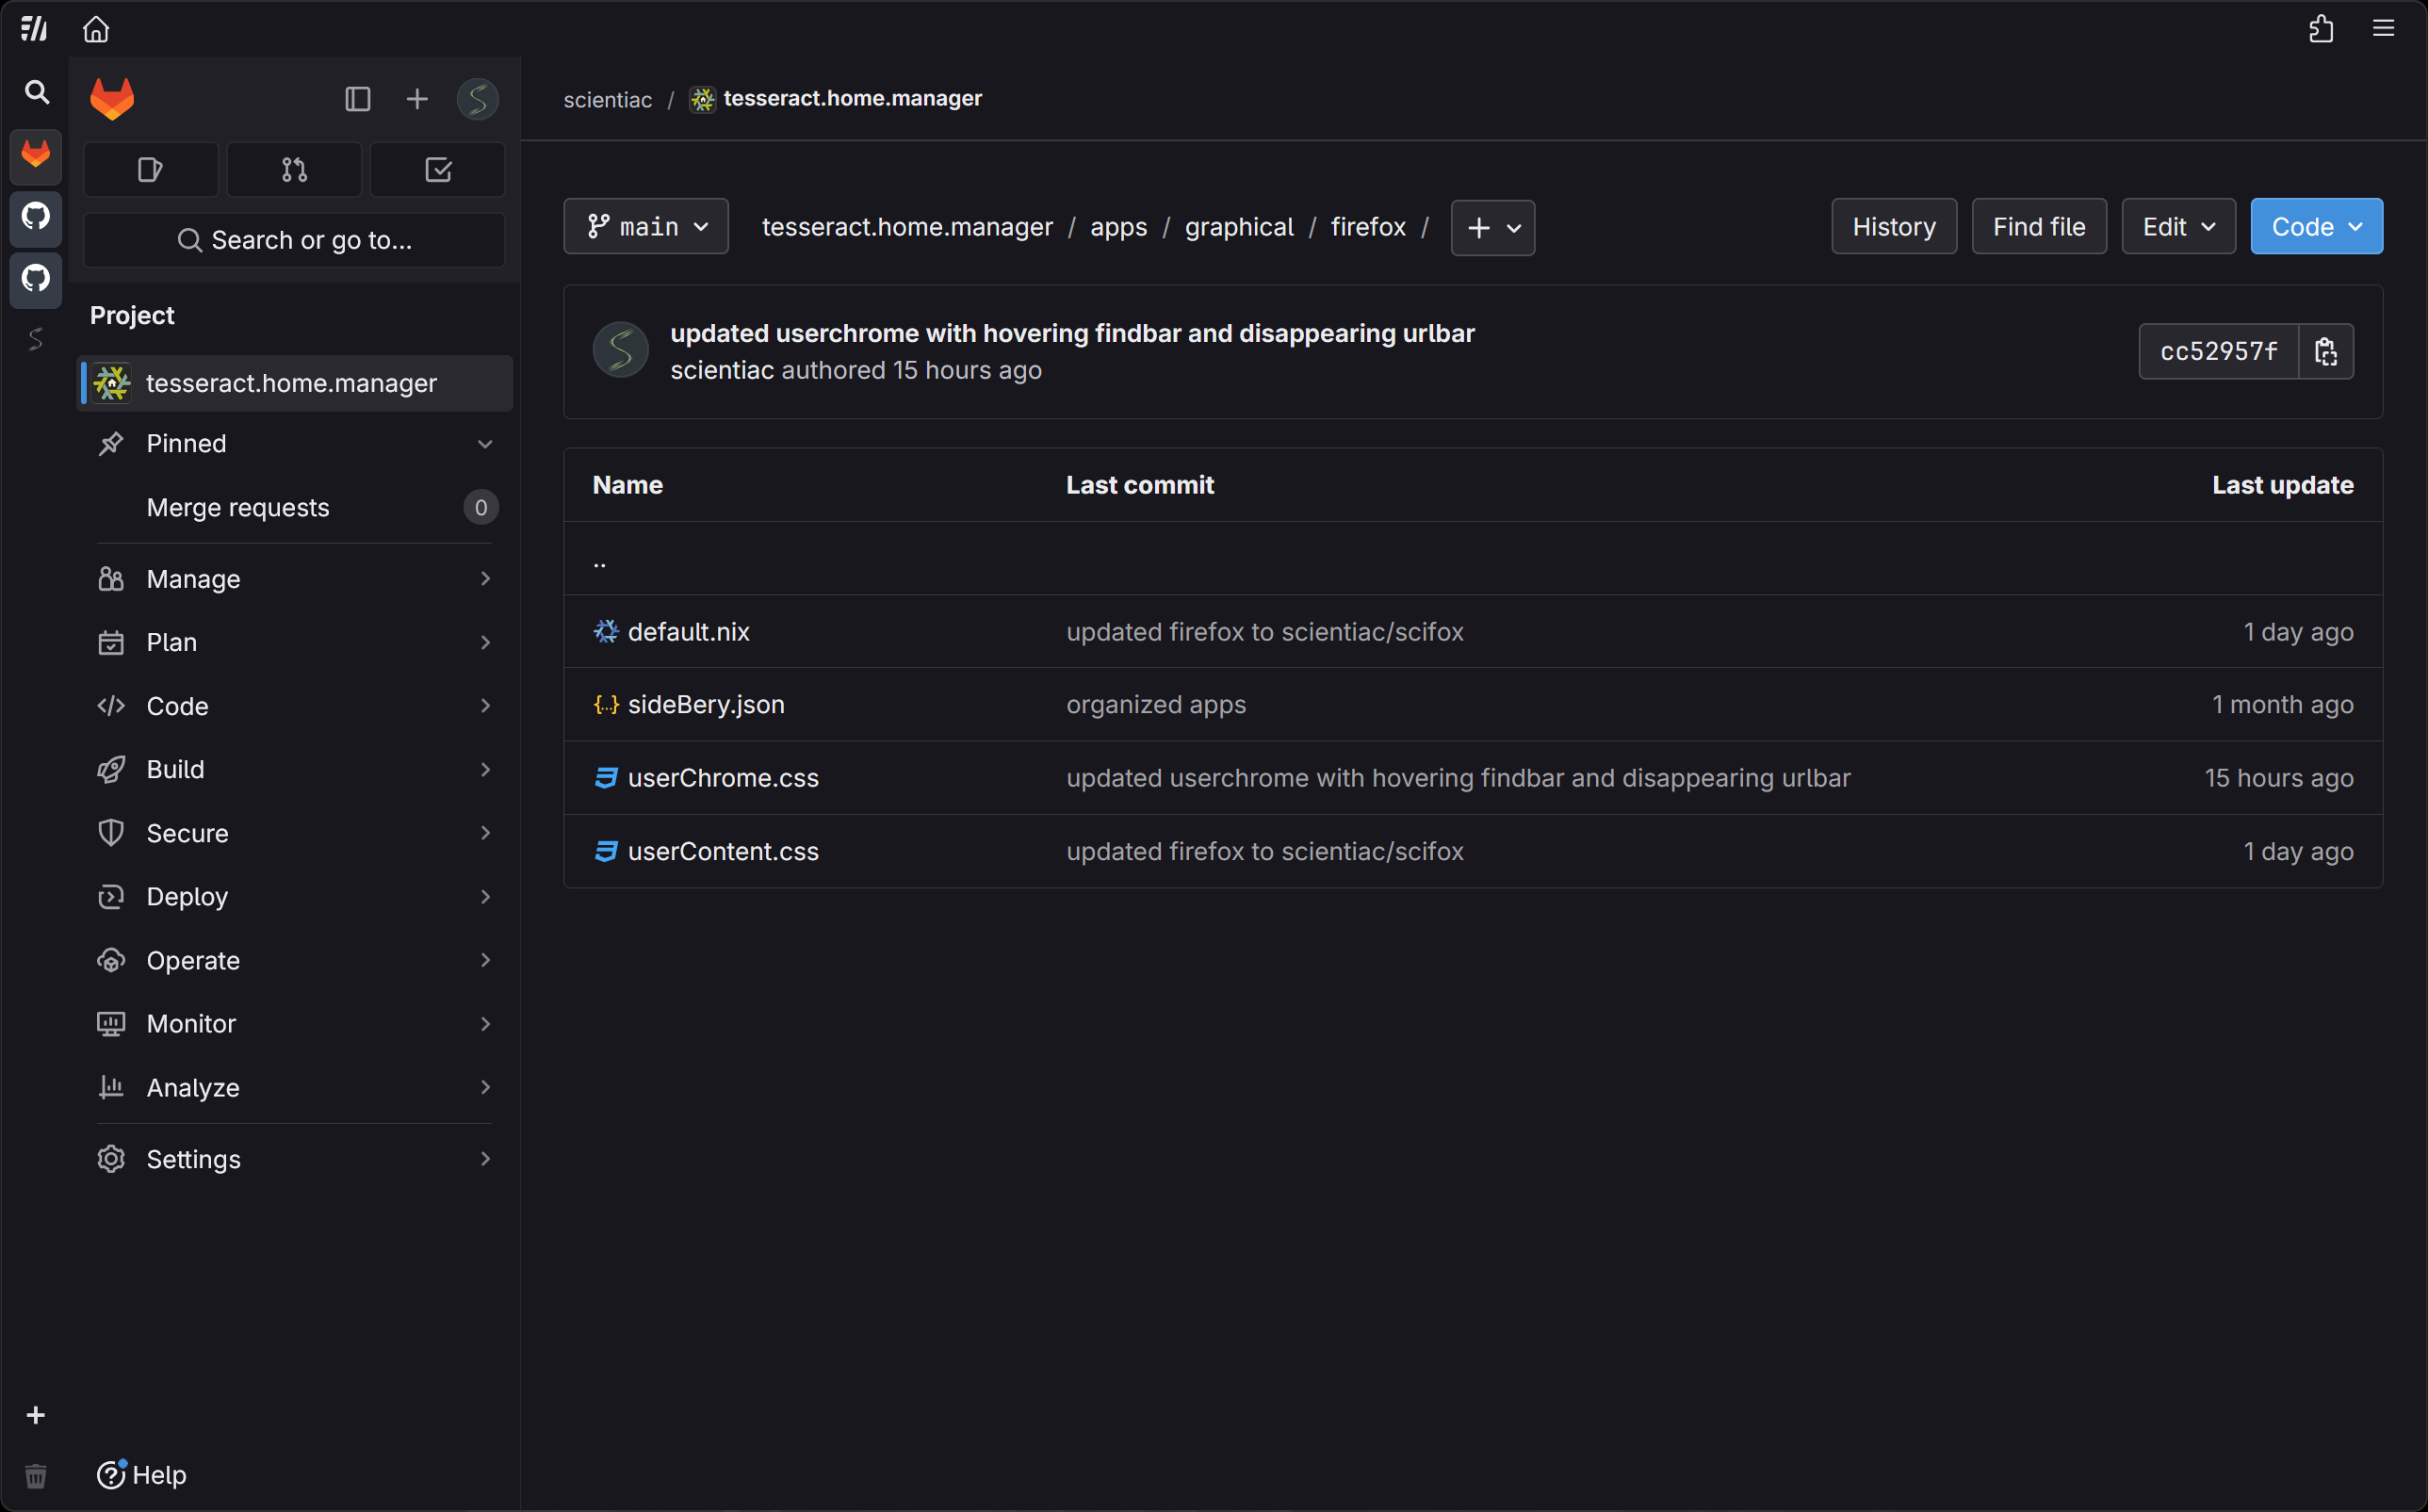 scientiac / tesseract.home.manager
Search or go to...
Project
tesseract.home.manager
Pinned
Merge requests 0
Manage
Plan
Code
Build
Secure
Deploy
Operate
Monitor
Analyze
Settings
Help
main tesseract.home.manager / apps / graphical / firefox / History Find file Edit Code
updated userchrome with hovering findbar and disappearing urlbar
scientiac authored 15 hours ago
cc52957f
Name Last commit Last update
..
default.nix updated firefox to scientiac/scifox 1 day ago
sideBery.json organized apps 1 month ago
userChrome.css updated userchrome with hovering findbar and disappearing urlbar 15 hours ago
userContent.css updated firefox to scientiac/scifox 1 day ago